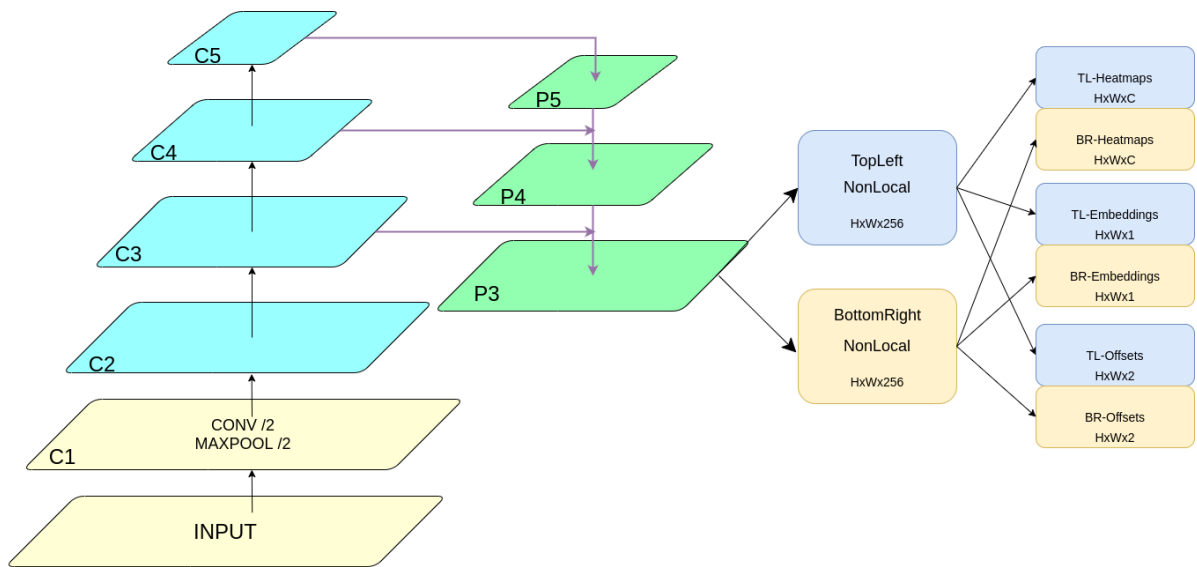 C5
P5
C4
P4
C3
P3
C2
CONV /2
MAXPOOL /2
C1
INPUT
TopLeft
NonLocal
HxWx256
BottomRight
NonLocal
HxWx256
TL-Heatmaps
HxWxC
BR-Heatmaps
HxWxC
TL-Embeddings
HxWx1
BR-Embeddings
HxWx1
TL-Offsets
HxWx2
BR-Offsets
HxWx2